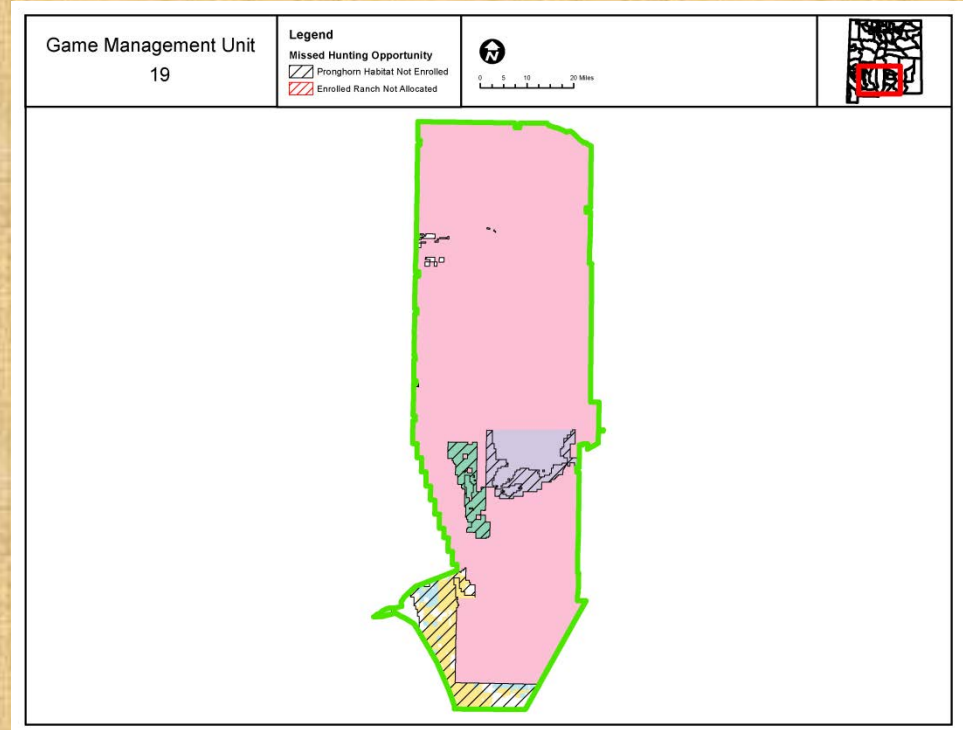 Game Management Unit
19
Legend
Missed Hunting Opportunity
Pronghorn Habitat Not Enrolled
Enrolled Ranch Not Allocated
N
0 5 10 20 Miles